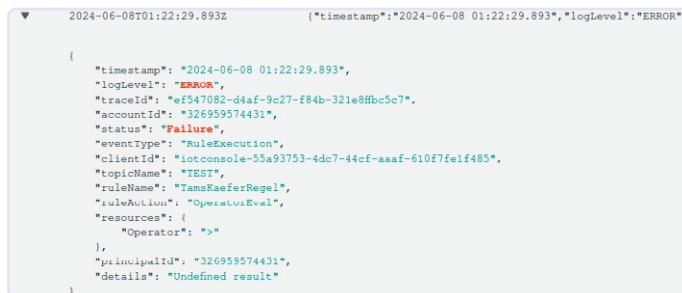 ▼ 2024-06-08T01:22:29.893Z {"timestamp":"2024-06-08 01:22:29.893","logLevel":"ERROR"
{
"timestamp": "2024-06-08 01:22:29.893",
"logLevel": "ERROR",
"traceId": "ef547082-d4af-9c27-f84b-321e8ffbc5c7",
"accountId": "326959574431",
"status": "Failure",
"eventType": "RuleExecution",
"clientId": "iotconsole-55a93753-4dc7-44cf-aaaf-610f7fe1f485",
"topicName": "TEST",
"ruleName": "TamsKaeferRegel",
"ruleAction": "OperatorEval",
"resources": {
"Operator": ">"
},
"principalId": "326959574431",
"details": "Undefined result"
}